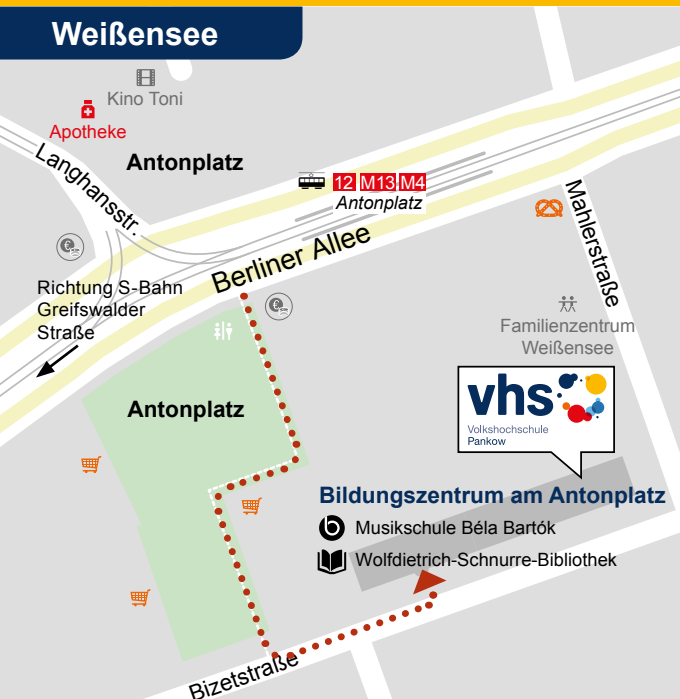 Weißensee
Kino Toni
Apotheke
Langhansstr.
Antonplatz
12 M13 M4
Antonplatz
Mahlerstraße
Berliner Allee
€
€
Richtung S-Bahn
Greifswalder
Straße
Familienzentrum
Weißensee
vhs
Volkshochschule
Pankow
Antonplatz
Bildungszentrum am Antonplatz
Musikschule Béla Bartók
Wolfdietrich-Schnurre-Bibliothek
Bizetstraße